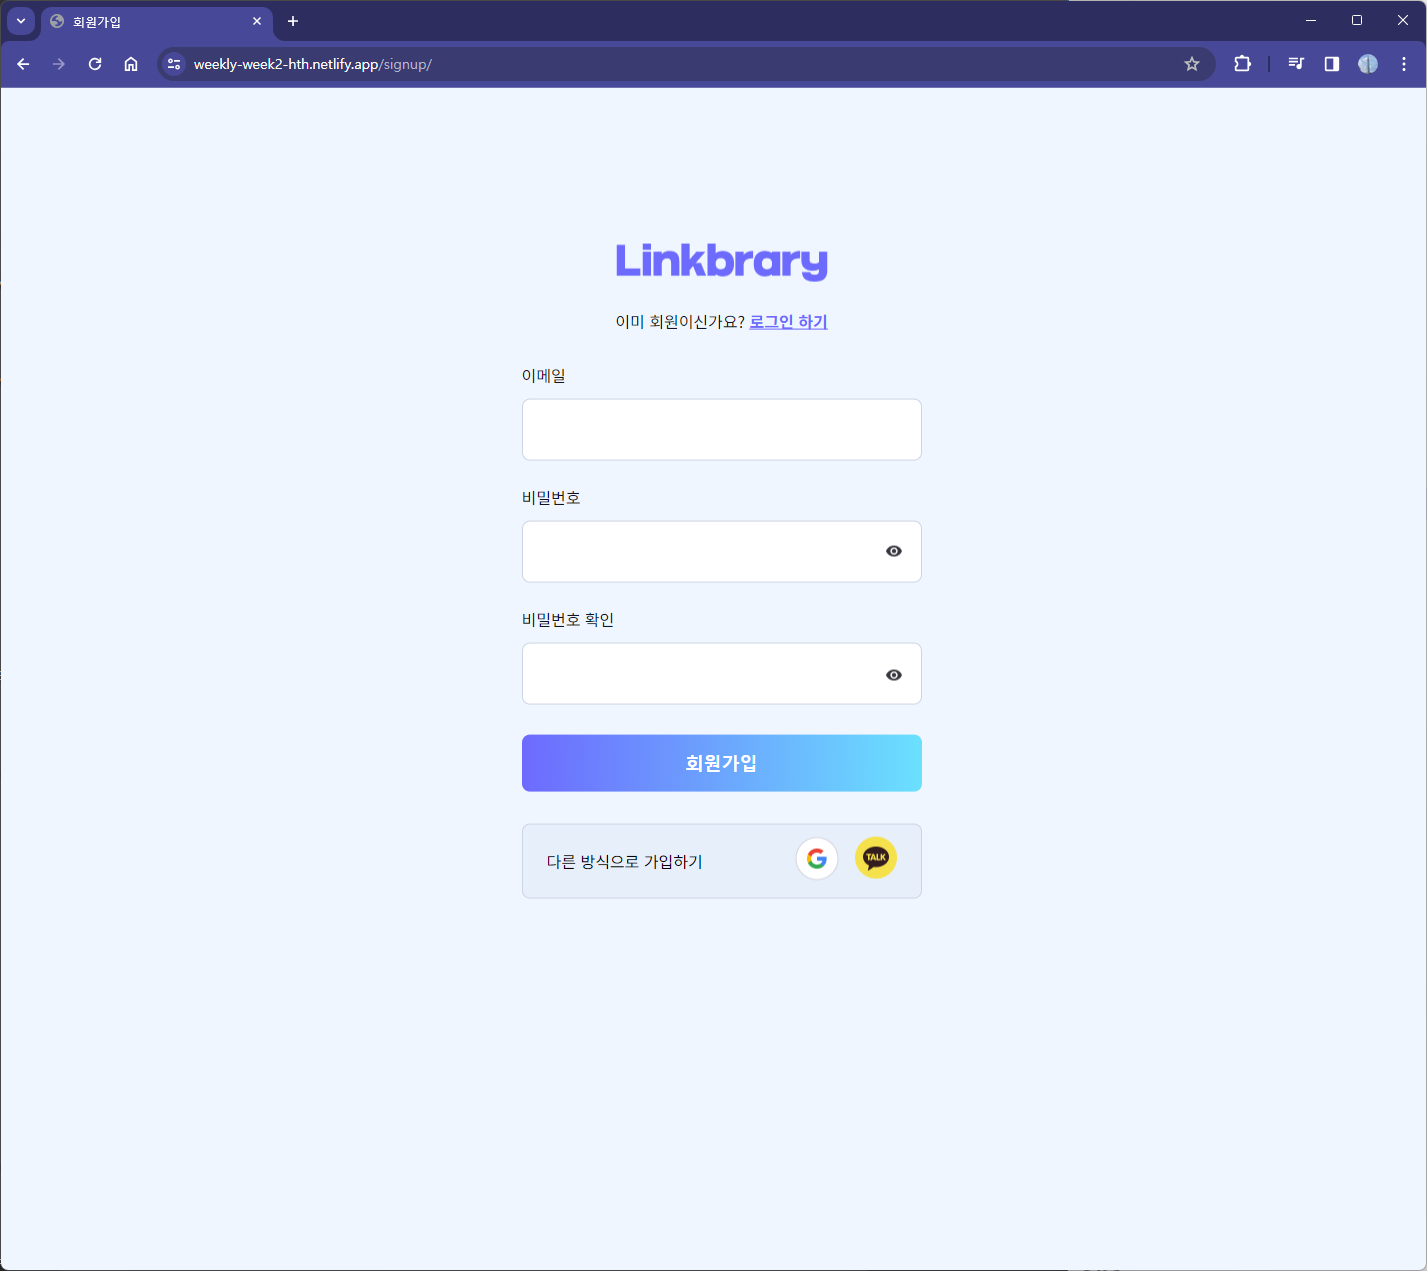 회원가입
weekly-week2-hth.netlify.app/signup/
Linkbrary
이미 회원이신가요? 로그인 하기
이메일
비밀번호
비밀번호 확인
회원가입
다른 방식으로 가입하기
TALK